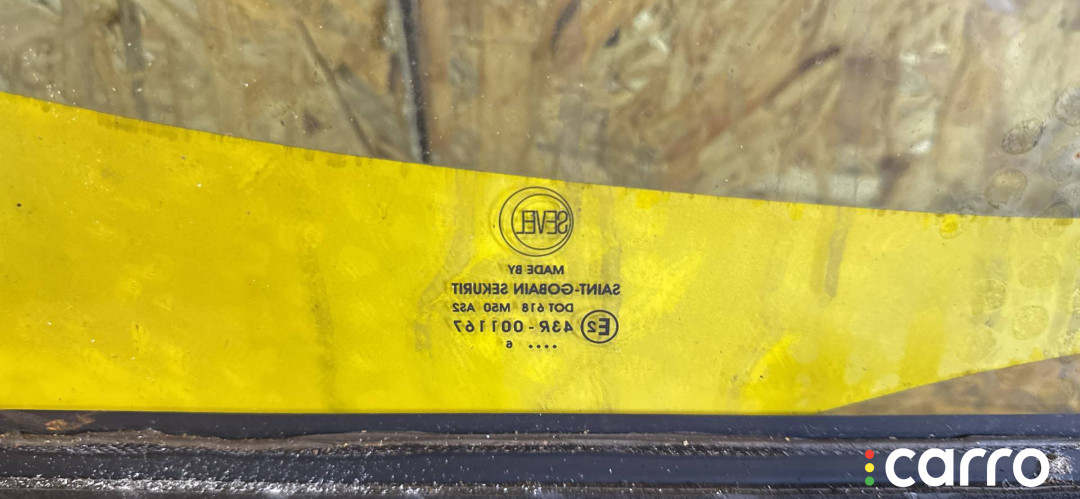 SEVEL
MADE BY
SAINT-GOBAIN SEKURIT
DOT 618 M50 AS2
E2 43R-001167
.... 6
carro